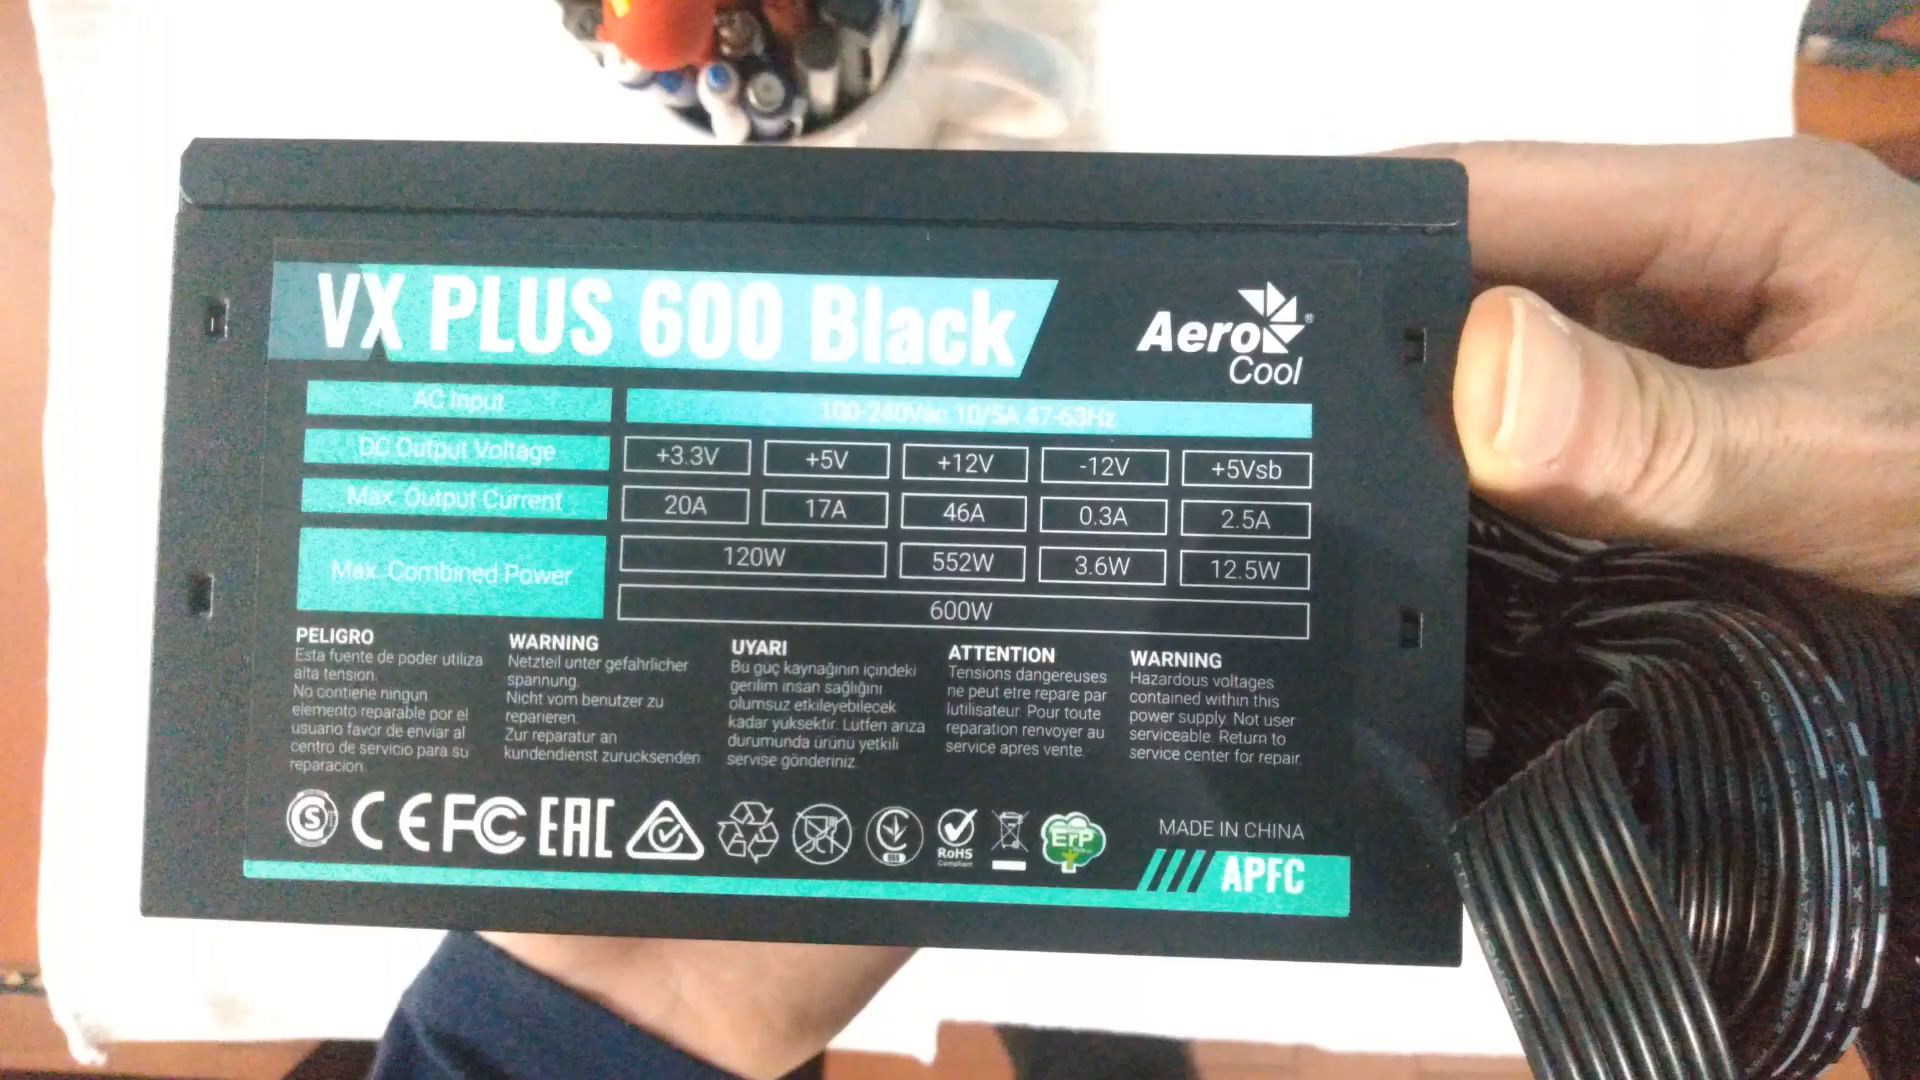 VX PLUS 600 Black
AeroCool®
AC Input 100-240Vac 10/5A 47-63Hz
DC Output Voltage +3.3V +5V +12V -12V +5Vsb
Max. Output Current 20A 17A 46A 0.3A 2.5A
Max. Combined Power 120W 552W 3.6W 12.5W
600W
PELIGRO
Esta fuente de poder utiliza
alta tension.
No contiene ningun
elemento reparable por el
usuario favor de enviar al
centro de servicio para su
reparacion.
WARNING
Netzteil unter gefahrlicher
spannung.
Nicht vom benutzer zu
reparieren.
Zur reparatur an
kundendienst zurucksenden.
UYARI
Bu guç kaynağının içindeki
gerilim insan sağlığını
olumsuz etkileyebilecek
kadar yuksektir. Lütfen arıza
durumunda ürünü yetkili
servise gönderiniz.
ATTENTION
Tensions dangereuses
ne peut etre repare par
lutilisateur. Pour toute
reparation renvoyer au
service apres vente.
WARNING
Hazardous voltages
contained within this
power supply. Not user
serviceable. Return to
service center for repair.
S CE FC EAC RoHS Compliant ErP
MADE IN CHINA
APFC